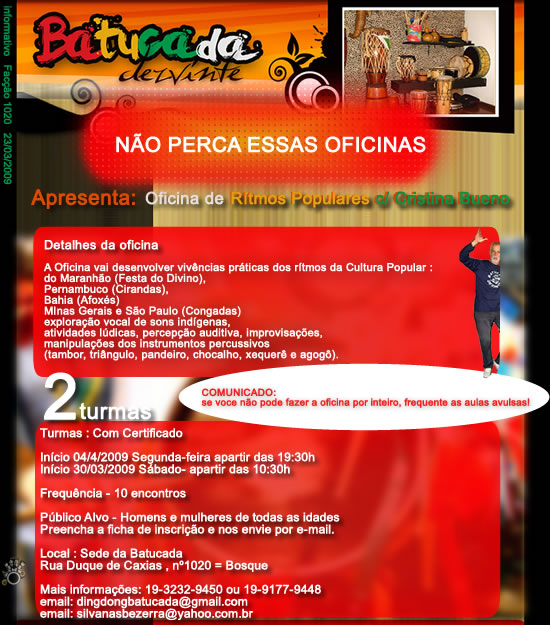 informativo Facção 1020 23/03/2009
Batucada
dezvinte
NÃO PERCA ESSAS OFICINAS
Apresenta: Oficina de Rítmos Populares c/ Cristina Bueno
Detalhes da oficina
A Oficina vai desenvolver vivências práticas dos rítmos da Cultura Popular :
do Maranhão (Festa do Divino),
Pernambuco (Cirandas),
Bahia (Afoxés)
MInas Gerais e São Paulo (Congadas)
exploração vocal de sons indígenas,
atividades lúdicas, percepção auditiva, improvisações,
manipulações dos instrumentos percussivos
(tambor, triângulo, pandeiro, chocalho, xequerê e agogô).
COMUNICADO:
se voce não pode fazer a oficina por inteiro, frequente as aulas avulsas!
2 turmas
Turmas : Com Certificado
Início 04/4/2009 Segunda-feira apartir das 19:30h
Início 30/03/2009 Sábado- apartir das 10:30h
Frequência - 10 encontros
Público Alvo - Homens e mulheres de todas as idades
Preencha a ficha de inscrição e nos envie por e-mail.
Local : Sede da Batucada
Rua Duque de Caxias , nº1020 = Bosque
Mais informações: 19-3232-9450 ou 19-9177-9448
email: dingdongbatucada@gmail.com
email: silvanasbezerra@yahoo.com.br